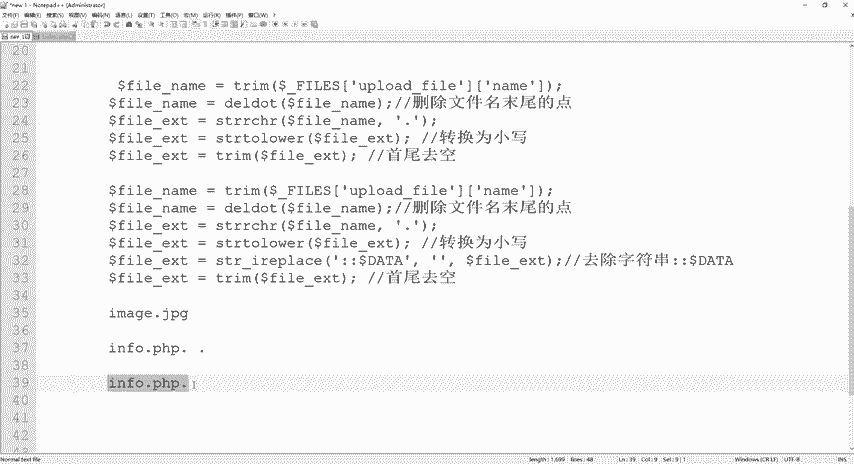 *new 1 - Notepad++ [Administrator]
文件(F) 编辑(E) 搜索(S) 视图(V) 编码(N) 语言(L) 设置(T) 工具(O) 宏(M) 运行(R) 插件(P) 窗口(W) ?
20
21
22 $file_name = trim($_FILES['upload_file']['name']);
23 $file_name = deldot($file_name);//删除文件名末尾的点
24 $file_ext = strrchr($file_name, '.');
25 $file_ext = strtolower($file_ext); //转换为小写
26 $file_ext = trim($file_ext); //首尾去空
27
28 $file_name = trim($_FILES['upload_file']['name']);
29 $file_name = deldot($file_name);//删除文件名末尾的点
30 $file_ext = strrchr($file_name, '.');
31 $file_ext = strtolower($file_ext); //转换为小写
32 $file_ext = str_ireplace('::$DATA', '', $file_ext);//去除字符串::$DATA
33 $file_ext = trim($file_ext); //首尾去空
34
35 image.jpg
36
37 info.php. .
38
39 info.php.
40
41
42
Normal text file length : 1,699 lines : 48 Ln : 39 Col : 9 Sel : 9 | 1 Windows (CR LF) UTF-8 INS